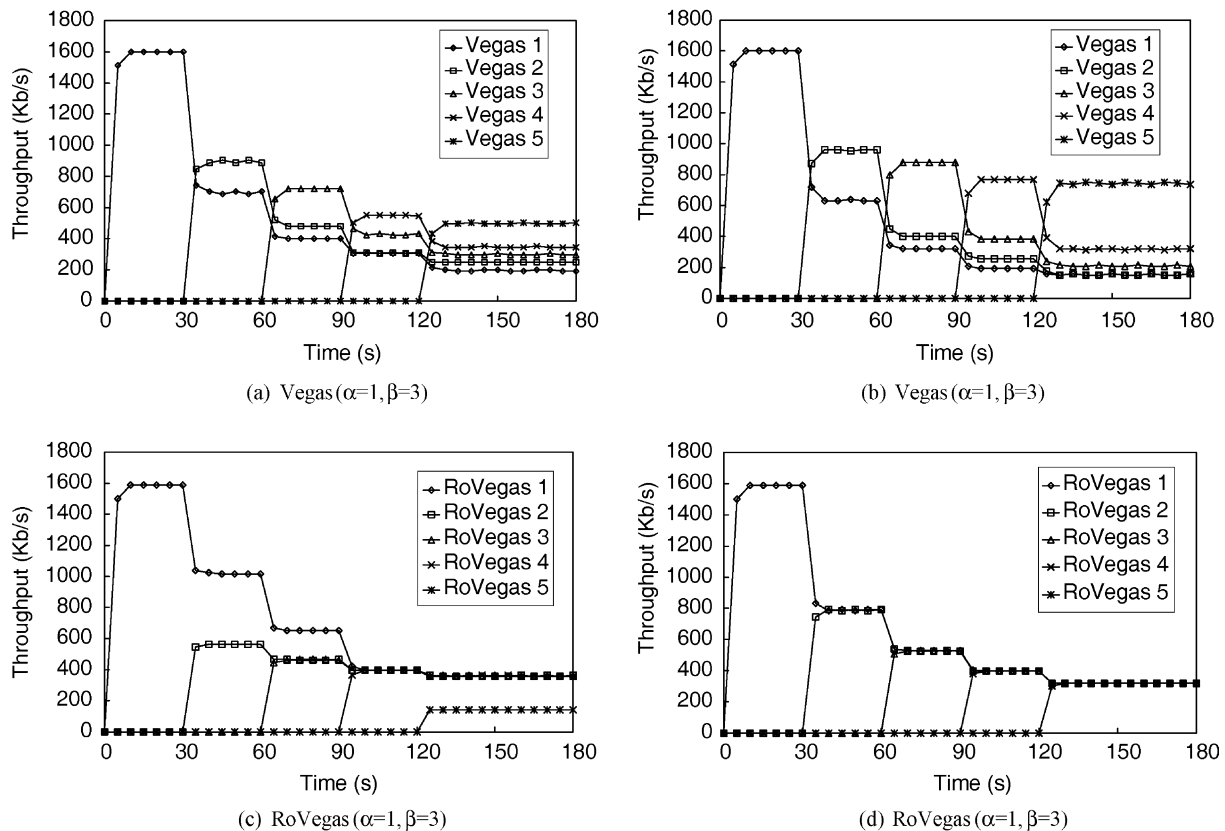 1800
1600
1400
1200
1000
800
600
400
200
0
Throughput (Kb/s)
Vegas 1
Vegas 2
Vegas 3
Vegas 4
Vegas 5
0 30 60 90 120 150 180
Time (s)
(a) Vegas (α=1, β=3)
1800
1600
1400
1200
1000
800
600
400
200
0
Throughput (Kb/s)
Vegas 1
Vegas 2
Vegas 3
Vegas 4
Vegas 5
0 30 60 90 120 150 180
Time (s)
(b) Vegas (α=1, β=3)
1800
1600
1400
1200
1000
800
600
400
200
0
Throughput (Kb/s)
RoVegas 1
RoVegas 2
RoVegas 3
RoVegas 4
RoVegas 5
0 30 60 90 120 150 180
Time (s)
(c) RoVegas (α=1, β=3)
1800
1600
1400
1200
1000
800
600
400
200
0
Throughput (Kb/s)
RoVegas 1
RoVegas 2
RoVegas 3
RoVegas 4
RoVegas 5
0 30 60 90 120 150 180
Time (s)
(d) RoVegas (α=1, β=3)